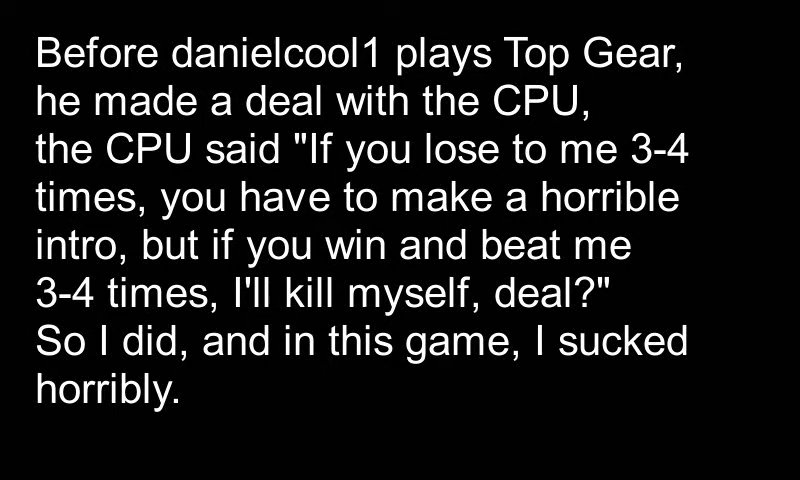 Before danielcool1 plays Top Gear,
he made a deal with the CPU,
the CPU said "If you lose to me 3-4
times, you have to make a horrible
intro, but if you win and beat me
3-4 times, I'll kill myself, deal?"
So I did, and in this game, I sucked
horribly.